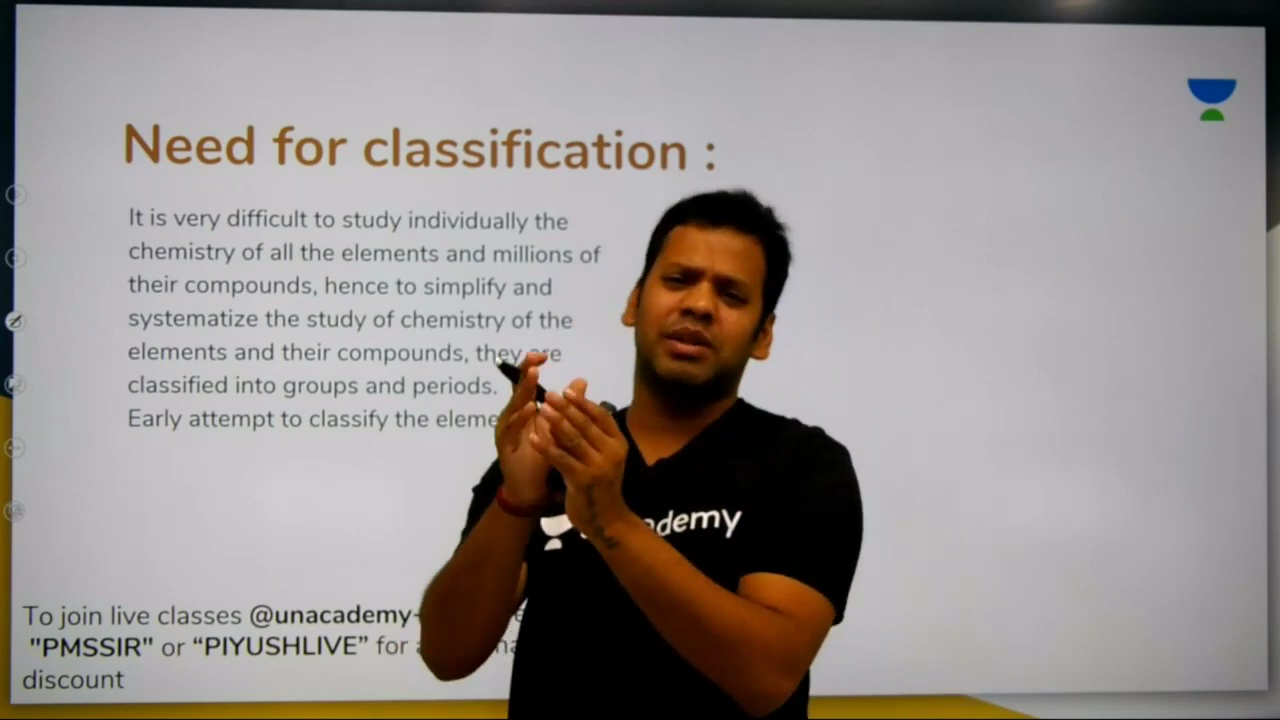 Need for classification :
It is very difficult to study individually the
chemistry of all the elements and millions of
their compounds, hence to simplify and
systematize the study of chemistry of the
elements and their compounds, they are
classified into groups and periods.
Early attempt to classify the
demy
To join live classes @unacademy-
"PMSSIR" or “PIYUSHLIVE” for
discount